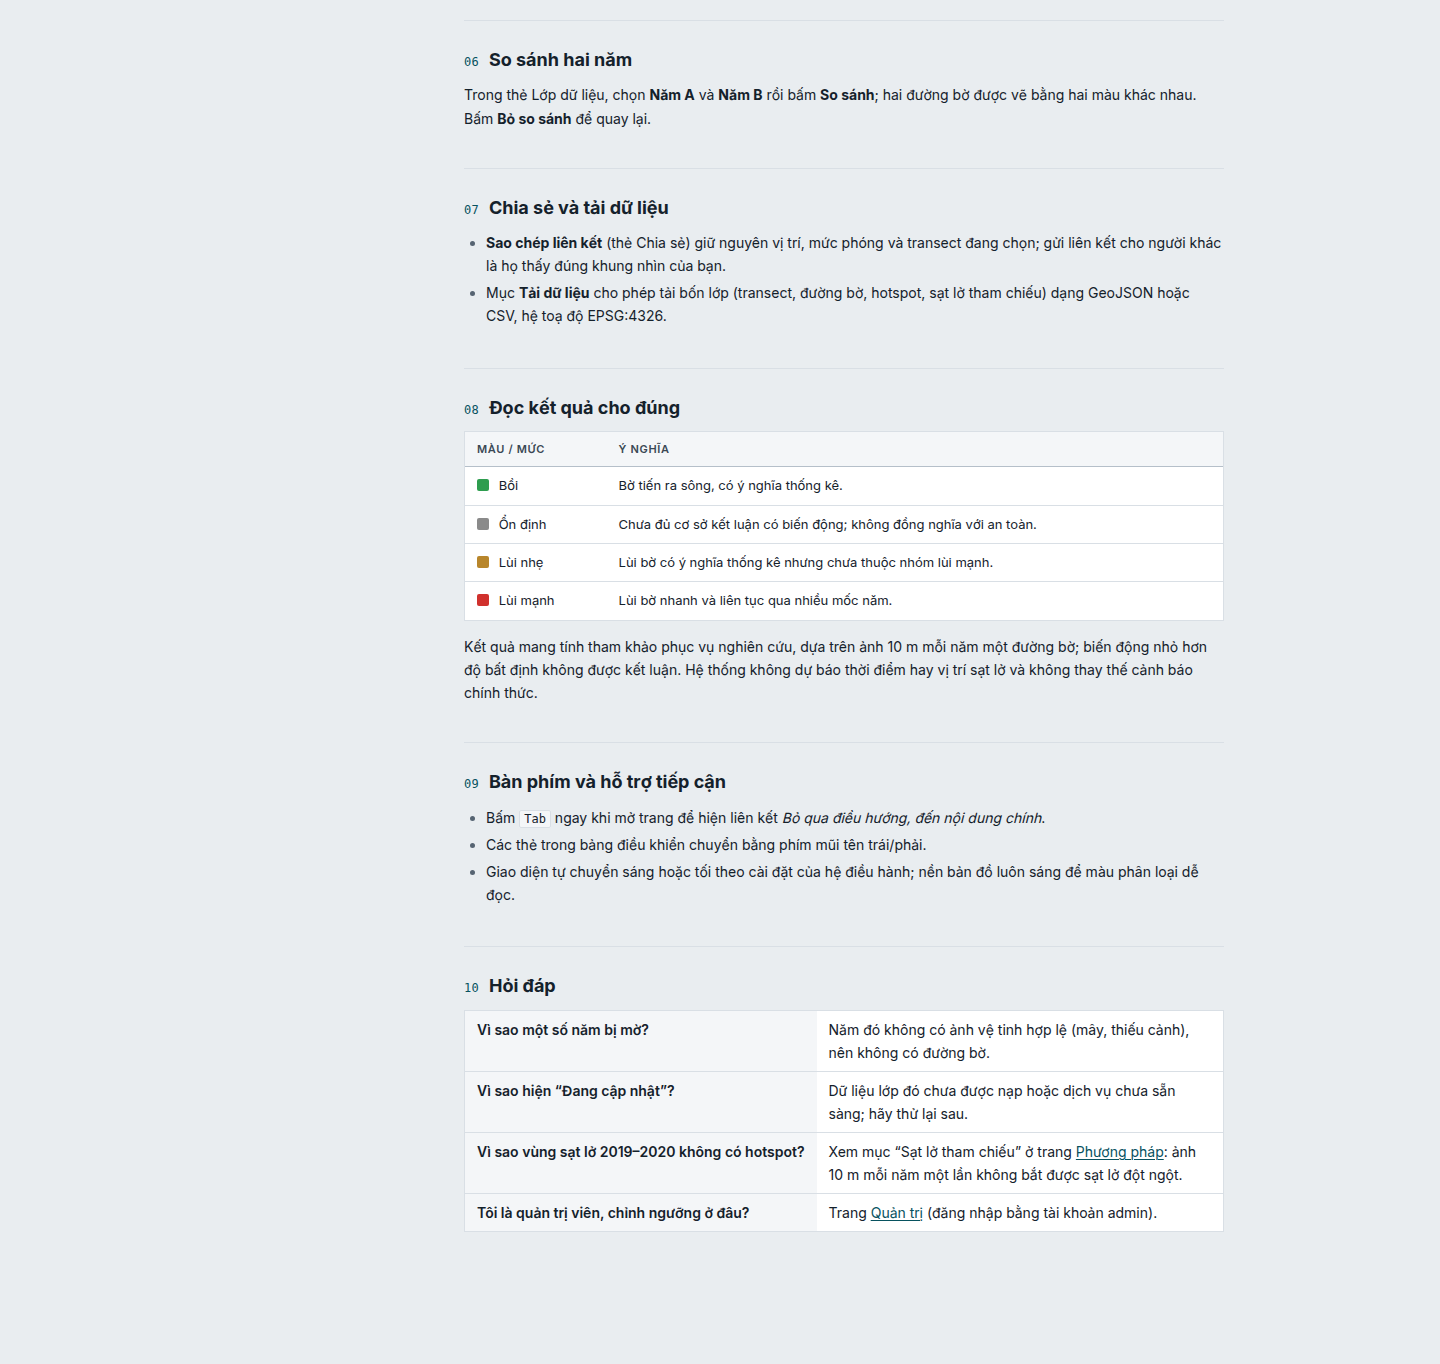 06 So sánh hai năm
Trong thẻ Lớp dữ liệu, chọn Năm A và Năm B rồi bấm So sánh; hai đường bờ được vẽ bằng hai màu khác nhau.
Bấm Bỏ so sánh để quay lại.
07 Chia sẻ và tải dữ liệu
Sao chép liên kết (thẻ Chia sẻ) giữ nguyên vị trí, mức phóng và transect đang chọn; gửi liên kết cho người khác
là họ thấy đúng khung nhìn của bạn.
Mục Tải dữ liệu cho phép tải bốn lớp (transect, đường bờ, hotspot, sạt lở tham chiếu) dạng GeoJSON hoặc
CSV, hệ toạ độ EPSG:4326.
08 Đọc kết quả cho đúng
MÀU / MỨC Ý NGHĨA
Bồi Bờ tiến ra sông, có ý nghĩa thống kê.
Ổn định Chưa đủ cơ sở kết luận có biến động; không đồng nghĩa với an toàn.
Lùi nhẹ Lùi bờ có ý nghĩa thống kê nhưng chưa thuộc nhóm lùi mạnh.
Lùi mạnh Lùi bờ nhanh và liên tục qua nhiều mốc năm.
Kết quả mang tính tham khảo phục vụ nghiên cứu, dựa trên ảnh 10 m mỗi năm một đường bờ; biến động nhỏ hơn
độ bất định không được kết luận. Hệ thống không dự báo thời điểm hay vị trí sạt lở và không thay thế cảnh báo
chính thức.
09 Bàn phím và hỗ trợ tiếp cận
Bấm Tab ngay khi mở trang để hiện liên kết Bỏ qua điều hướng, đến nội dung chính.
Các thẻ trong bảng điều khiển chuyển bằng phím mũi tên trái/phải.
Giao diện tự chuyển sáng hoặc tối theo cài đặt của hệ điều hành; nền bản đồ luôn sáng để màu phân loại dễ
đọc.
10 Hỏi đáp
Vì sao một số năm bị mờ? Năm đó không có ảnh vệ tinh hợp lệ (mây, thiếu cảnh),
nên không có đường bờ.
Vì sao hiện “Đang cập nhật”? Dữ liệu lớp đó chưa được nạp hoặc dịch vụ chưa sẵn
sàng; hãy thử lại sau.
Vì sao vùng sạt lở 2019–2020 không có hotspot? Xem mục “Sạt lở tham chiếu” ở trang Phương pháp: ảnh
10 m mỗi năm một lần không bắt được sạt lở đột ngột.
Tôi là quản trị viên, chỉnh ngưỡng ở đâu? Trang Quản trị (đăng nhập bằng tài khoản admin).